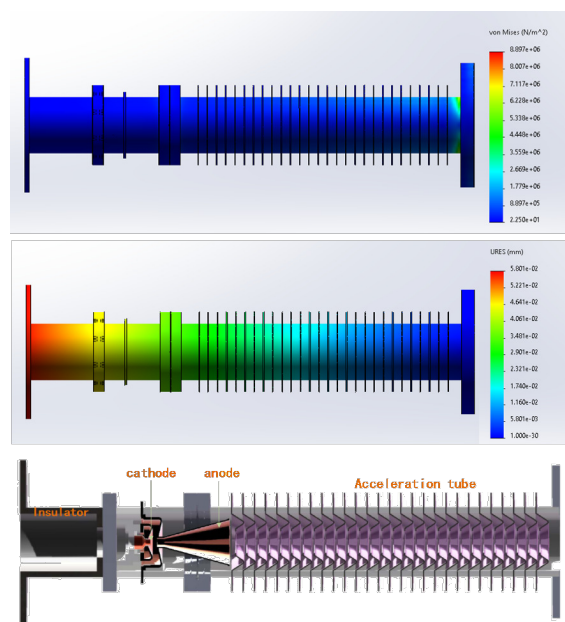 von Mises (N/m^2)
8.897e+06
8.007e+06
7.117e+06
6.228e+06
5.338e+06
4.448e+06
3.559e+06
2.669e+06
1.779e+06
8.897e+05
2.250e+01
URES (mm)
5.801e-02
5.221e-02
4.641e-02
4.061e-02
3.481e-02
2.901e-02
2.321e-02
1.740e-02
1.160e-02
5.801e-03
1.000e-30
cathode
anode
Acceleration tube
Insulator